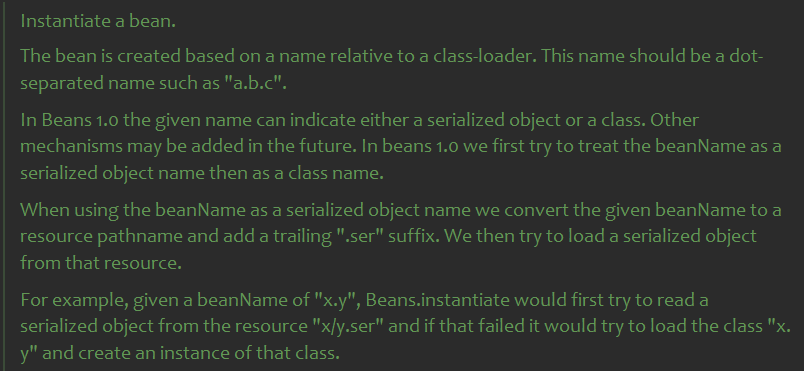 Instantiate a bean.
The bean is created based on a name relative to a class-loader. This name should be a dot-
separated name such as "a.b.c".
In Beans 1.0 the given name can indicate either a serialized object or a class. Other
mechanisms may be added in the future. In beans 1.0 we first try to treat the beanName as a
serialized object name then as a class name.
When using the beanName as a serialized object name we convert the given beanName to a
resource pathname and add a trailing ".ser" suffix. We then try to load a serialized object
from that resource.
For example, given a beanName of "x.y", Beans.instantiate would first try to read a
serialized object from the resource "x/y.ser" and if that failed it would try to load the class "x.
y" and create an instance of that class.